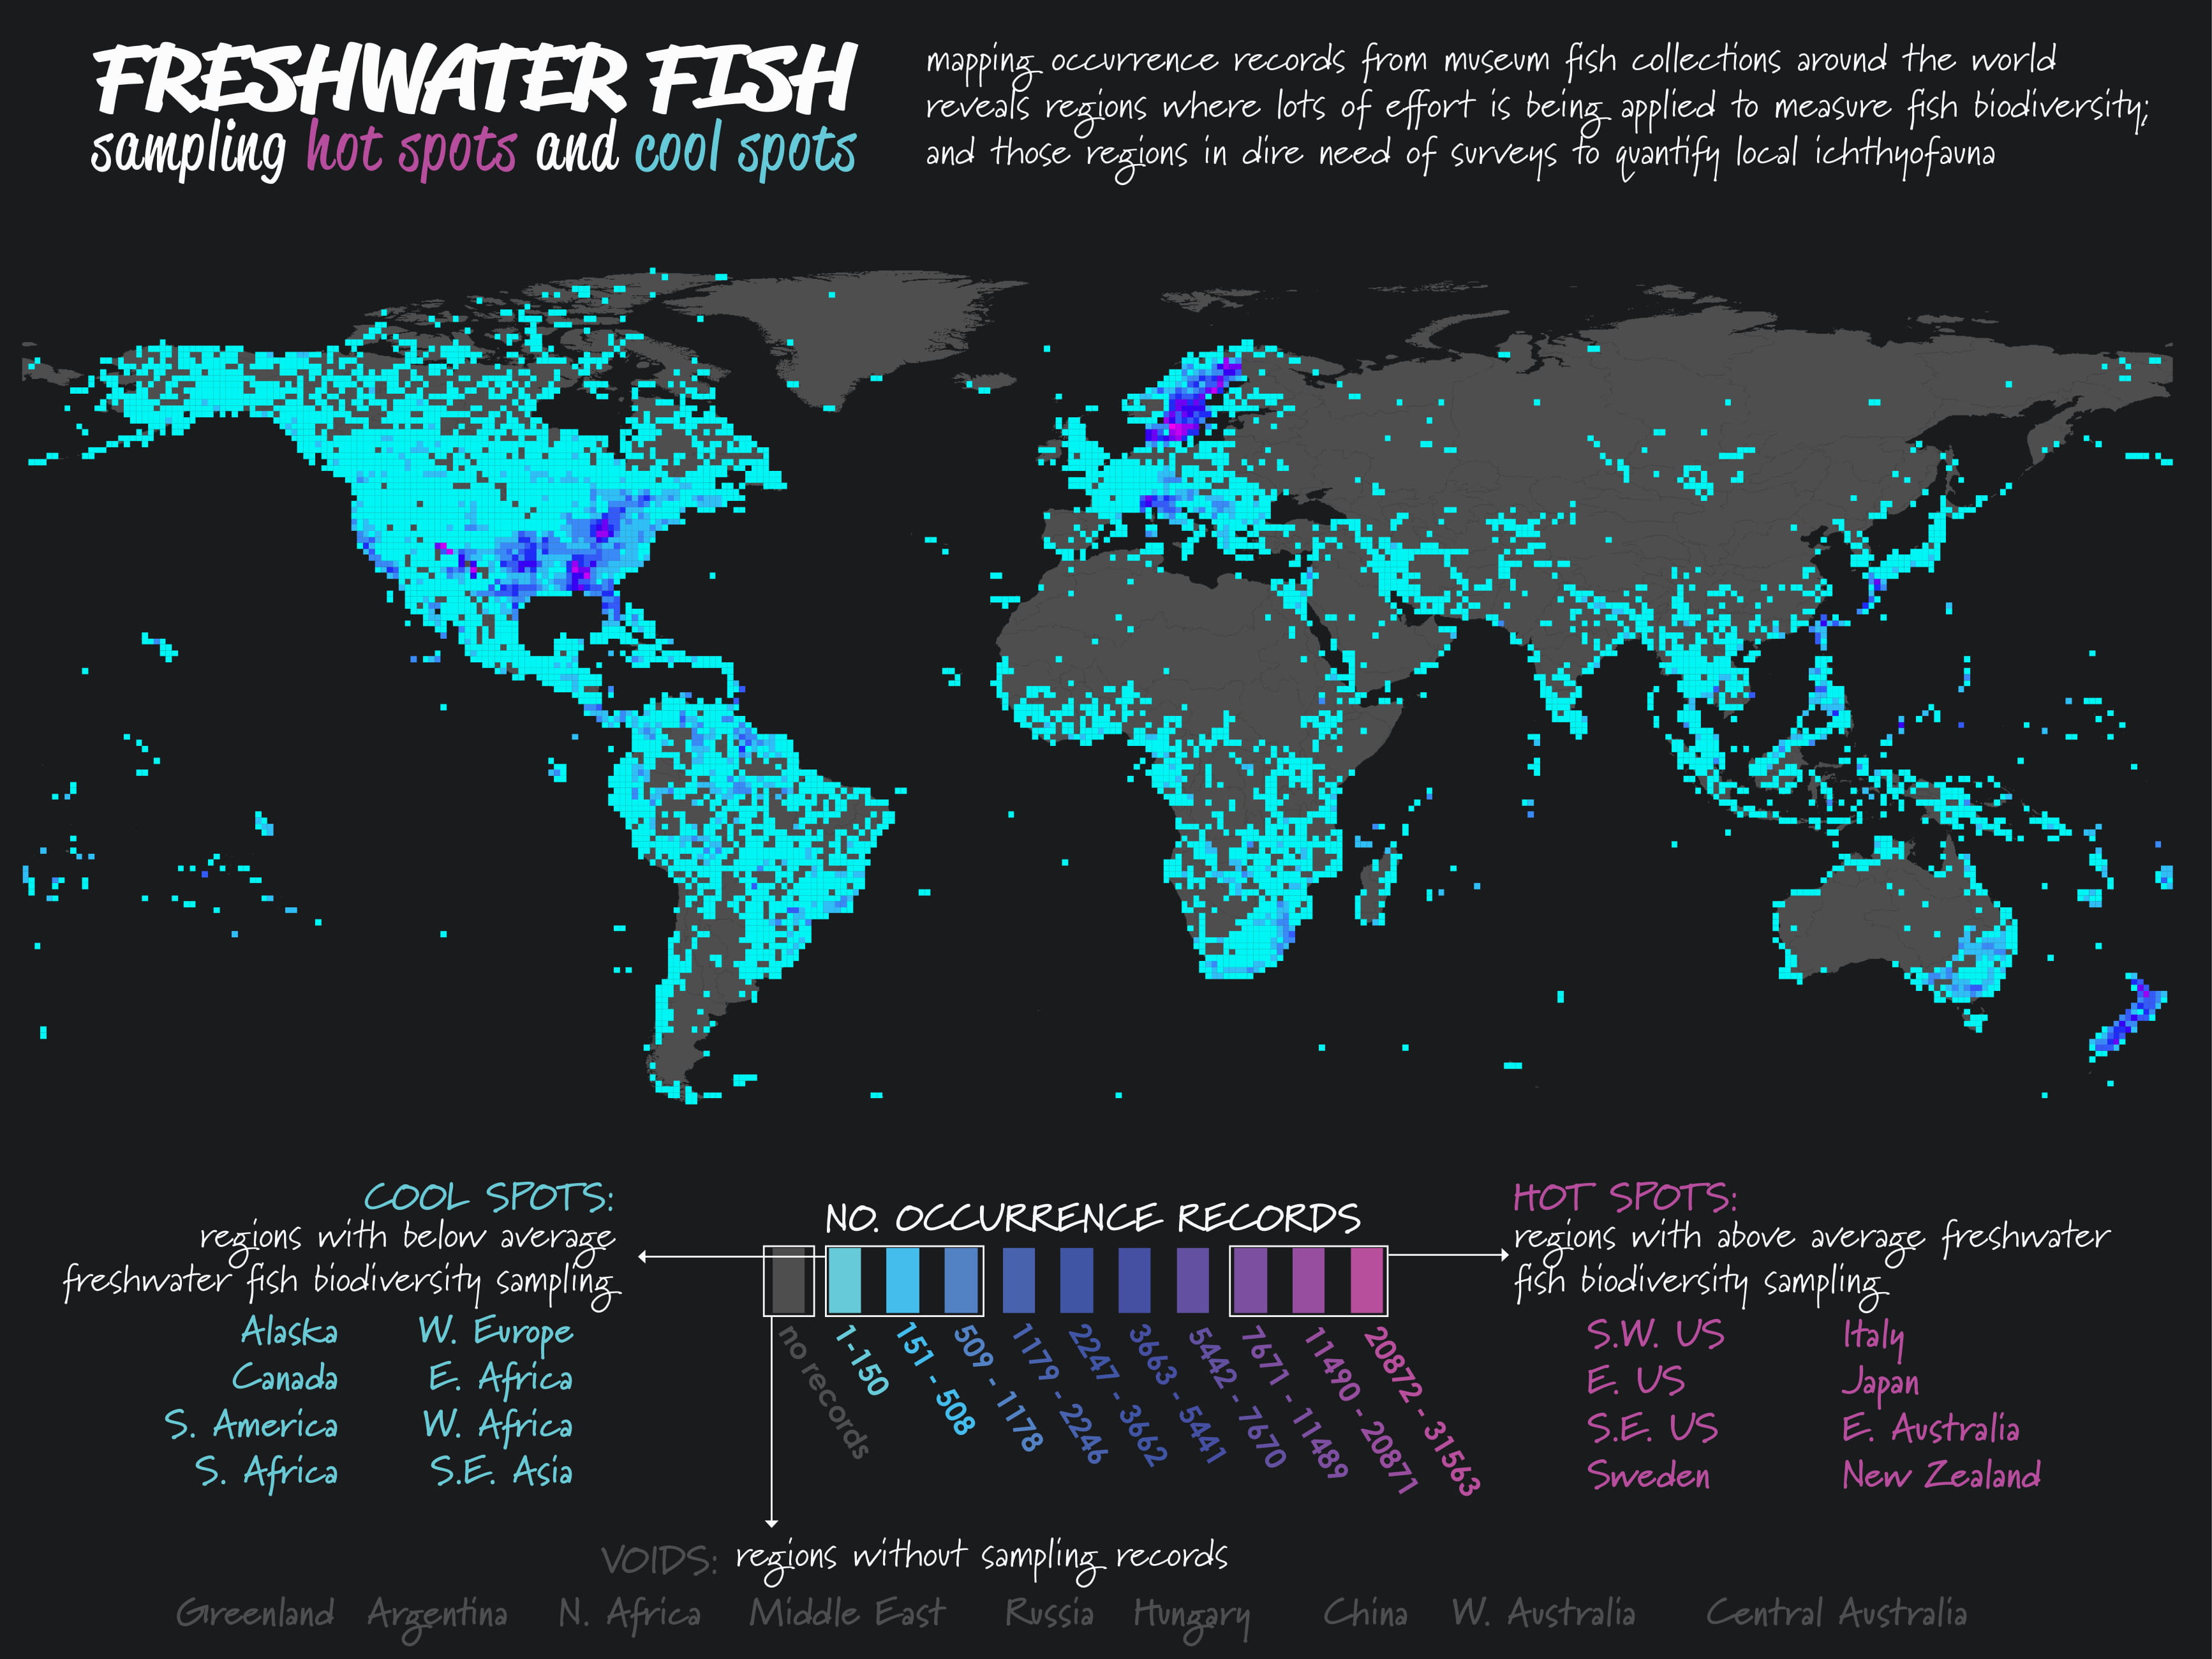 FRESHWATER FISH
sampling hot spots and cool spots
mapping occurrence records from museum fish collections around the world
reveals regions where lots of effort is being applied to measure fish biodiversity;
and those regions in dire need of surveys to quantify local ichthyofauna
COOL SPOTS:
regions with below average
freshwater fish biodiversity sampling
Alaska W. Europe
Canada E. Africa
S. America W. Africa
S. Africa S.E. Asia
NO. OCCURRENCE RECORDS
no records
1-150
151 - 508
509 - 1178
1179 - 2246
2247 - 3662
3663 - 5441
5442 - 7670
7671 - 11489
11490 - 20871
20872 - 31563
HOT SPOTS:
regions with above average freshwater
fish biodiversity sampling
S.W. US Italy
E. US Japan
S.E. US E. Australia
Sweden New Zealand
VOIDS: regions without sampling records
Greenland Argentina N. Africa Middle East Russia Hungary China W. Australia Central Australia